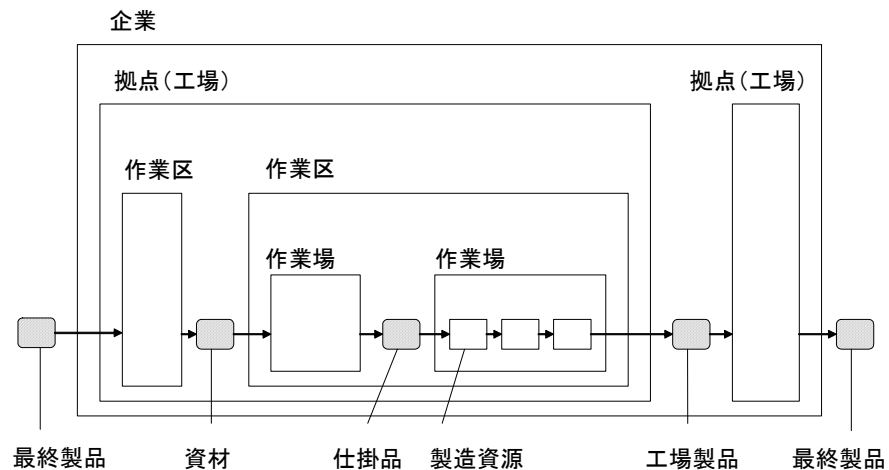 企業
拠点（工場）
拠点（工場）
作業区
作業区
作業場
作業場
最終製品
資材
仕掛品
製造資源
工場製品
最終製品